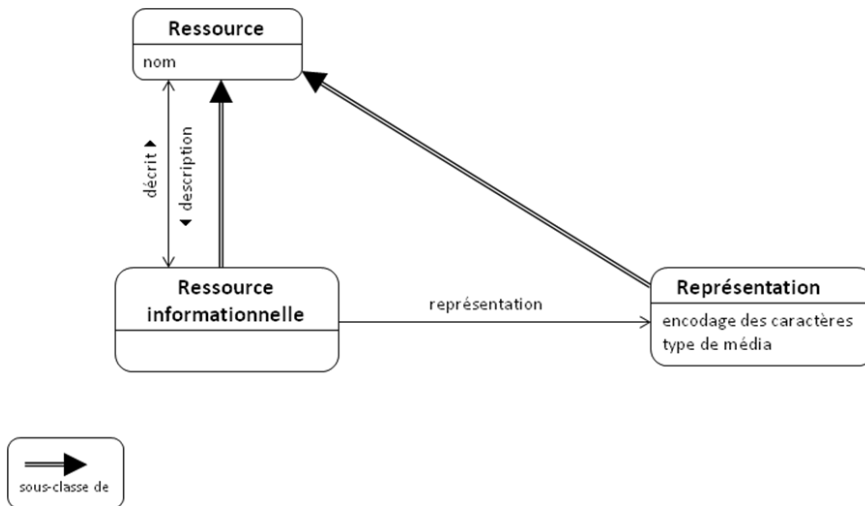 Ressource
nom
décrit ▶
◀ description
Ressource
informationnelle
représentation
Représentation
encodage des caractères
type de média
sous-classe de